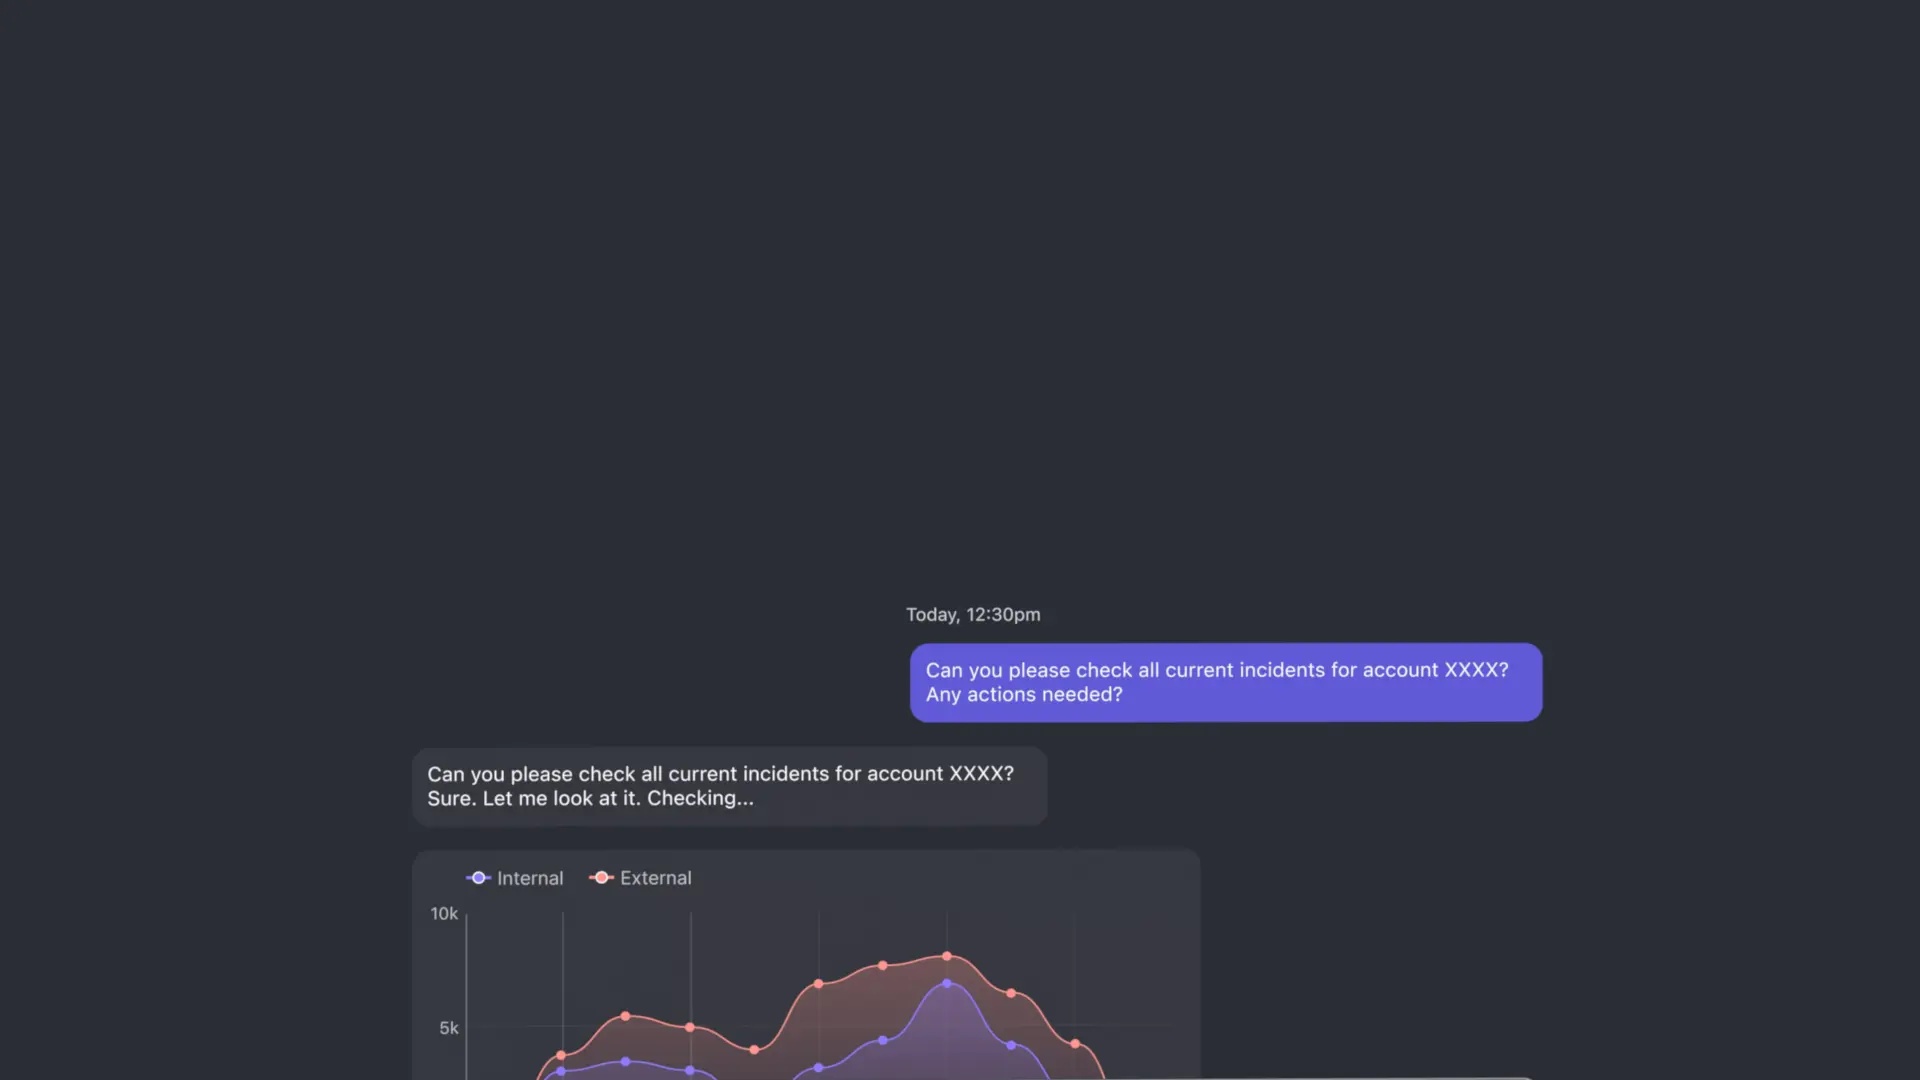 Today, 12:30pm
Can you please check all current incidents for account XXXX?
Any actions needed?
Can you please check all current incidents for account XXXX?
Sure. Let me look at it. Checking...
Internal
External
10k
5k